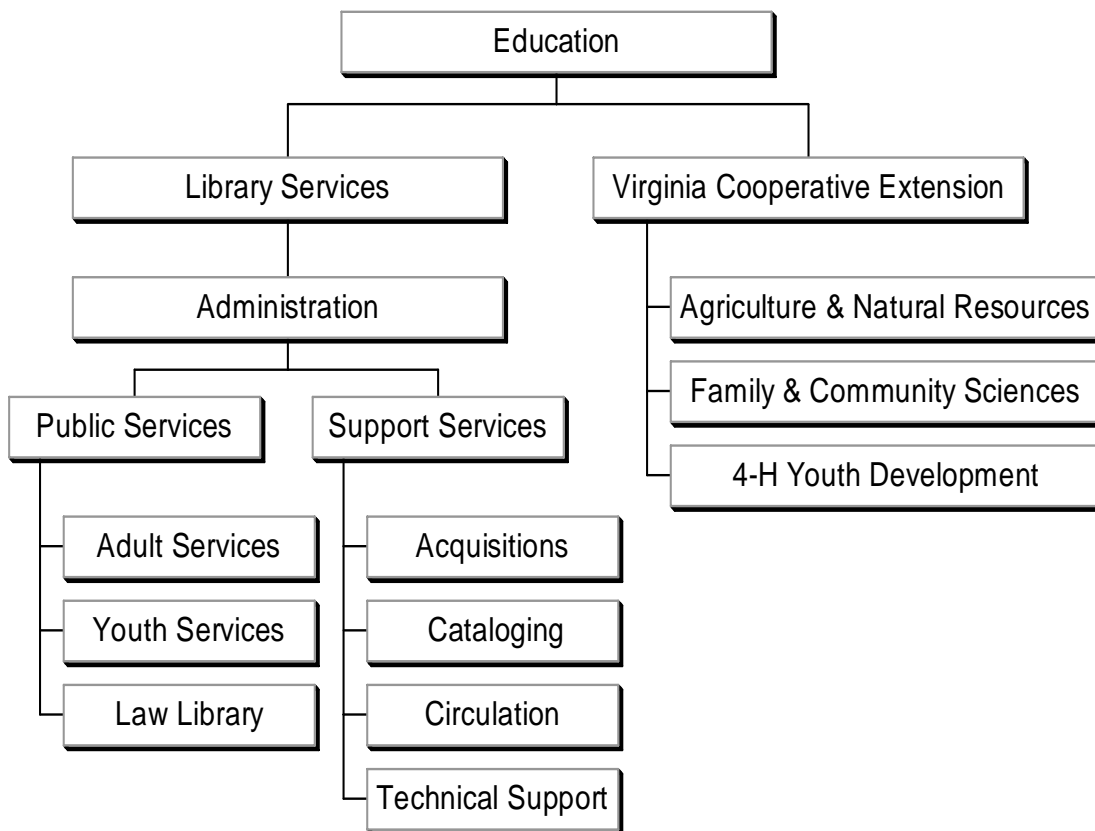 Education
Library Services
Virginia Cooperative Extension
Administration
Agriculture & Natural Resources
Family & Community Sciences
4-H Youth Development
Public Services
Support Services
Adult Services
Youth Services
Law Library
Acquisitions
Cataloging
Circulation
Technical Support